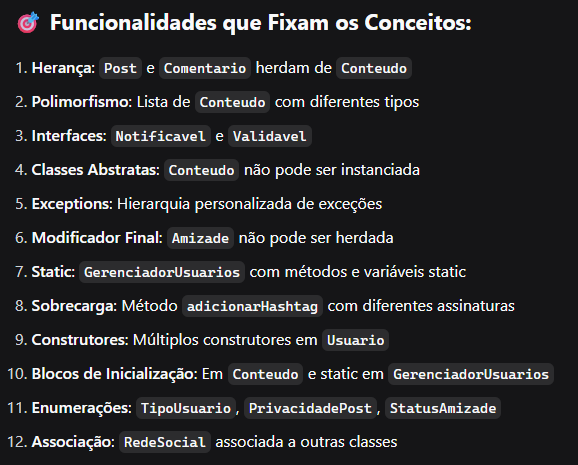 🎯 Funcionalidades que Fixam os Conceitos:
1. Herança: Post e Comentario herdam de Conteudo
2. Polimorfismo: Lista de Conteudo com diferentes tipos
3. Interfaces: Notificavel e Validavel
4. Classes Abstratas: Conteudo não pode ser instanciada
5. Exceptions: Hierarquia personalizada de exceções
6. Modificador Final: Amizade não pode ser herdada
7. Static: GerenciadorUsuarios com métodos e variáveis static
8. Sobrecarga: Método adicionarHashtag com diferentes assinaturas
9. Construtores: Múltiplos construtores em Usuario
10. Blocos de Inicialização: Em Conteudo e static em GerenciadorUsuarios
11. Enumerações: TipoUsuario, PrivacidadePost, StatusAmizade
12. Associação: RedeSocial associada a outras classes